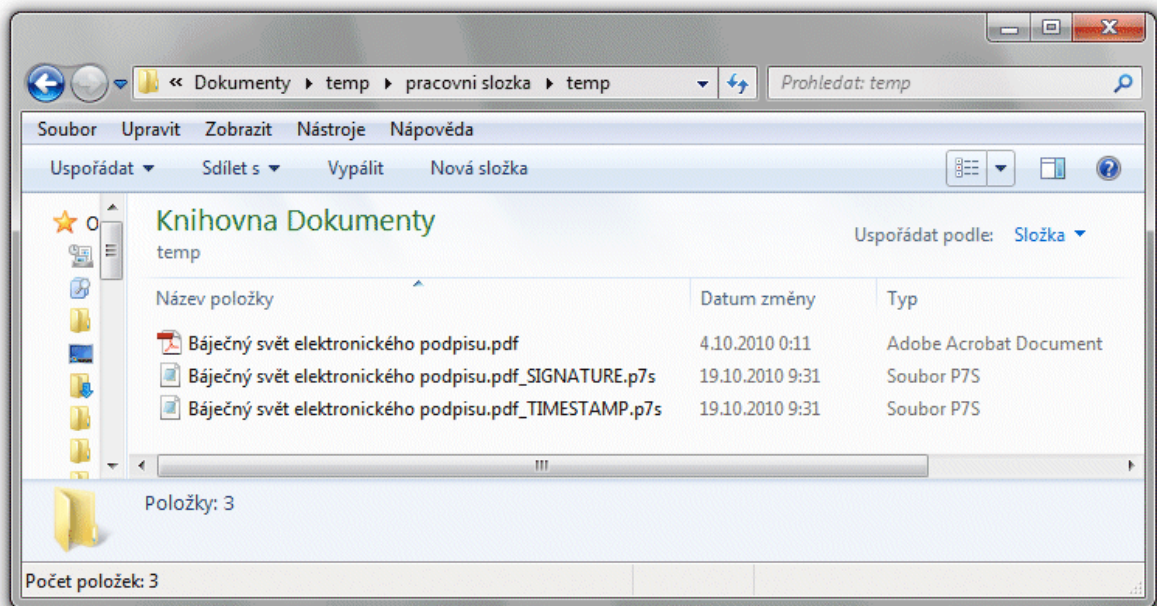 « Dokumenty ▸ temp ▸ pracovni slozka ▸ temp
Prohledat: temp
Soubor Upravit Zobrazit Nástroje Nápověda
Uspořádat Sdílet s Vypálit Nová složka
O
Knihovna Dokumenty
temp
Uspořádat podle: Složka
Název položky Datum změny Typ
Báječný svět elektronického podpisu.pdf 4.10.2010 0:11 Adobe Acrobat Document
Báječný svět elektronického podpisu.pdf_SIGNATURE.p7s 19.10.2010 9:31 Soubor P7S
Báječný svět elektronického podpisu.pdf_TIMESTAMP.p7s 19.10.2010 9:31 Soubor P7S
Položky: 3
Počet položek: 3